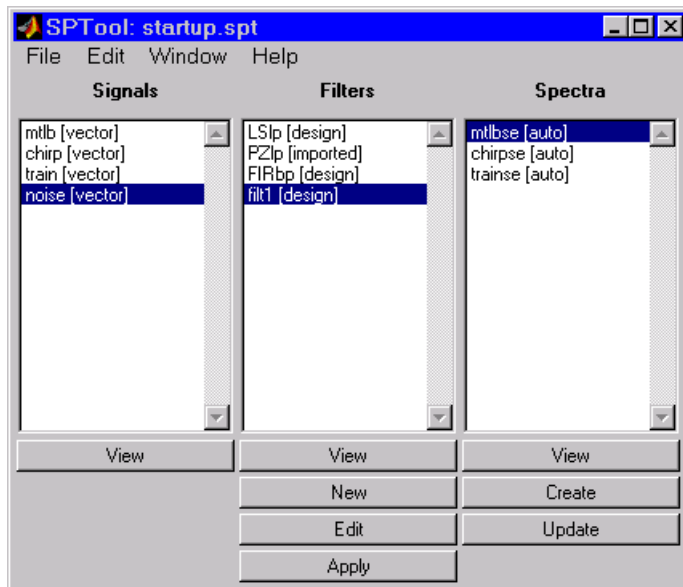 SPTool: startup.spt
File Edit Window Help
Signals Filters Spectra
mtlb [vector] LSlp [design] mtlbse [auto]
chirp [vector] PZlp [imported] chirpse [auto]
train [vector] FIRbp [design] trainse [auto]
noise [vector] filt1 [design]
View View View
New Create
Edit Update
Apply